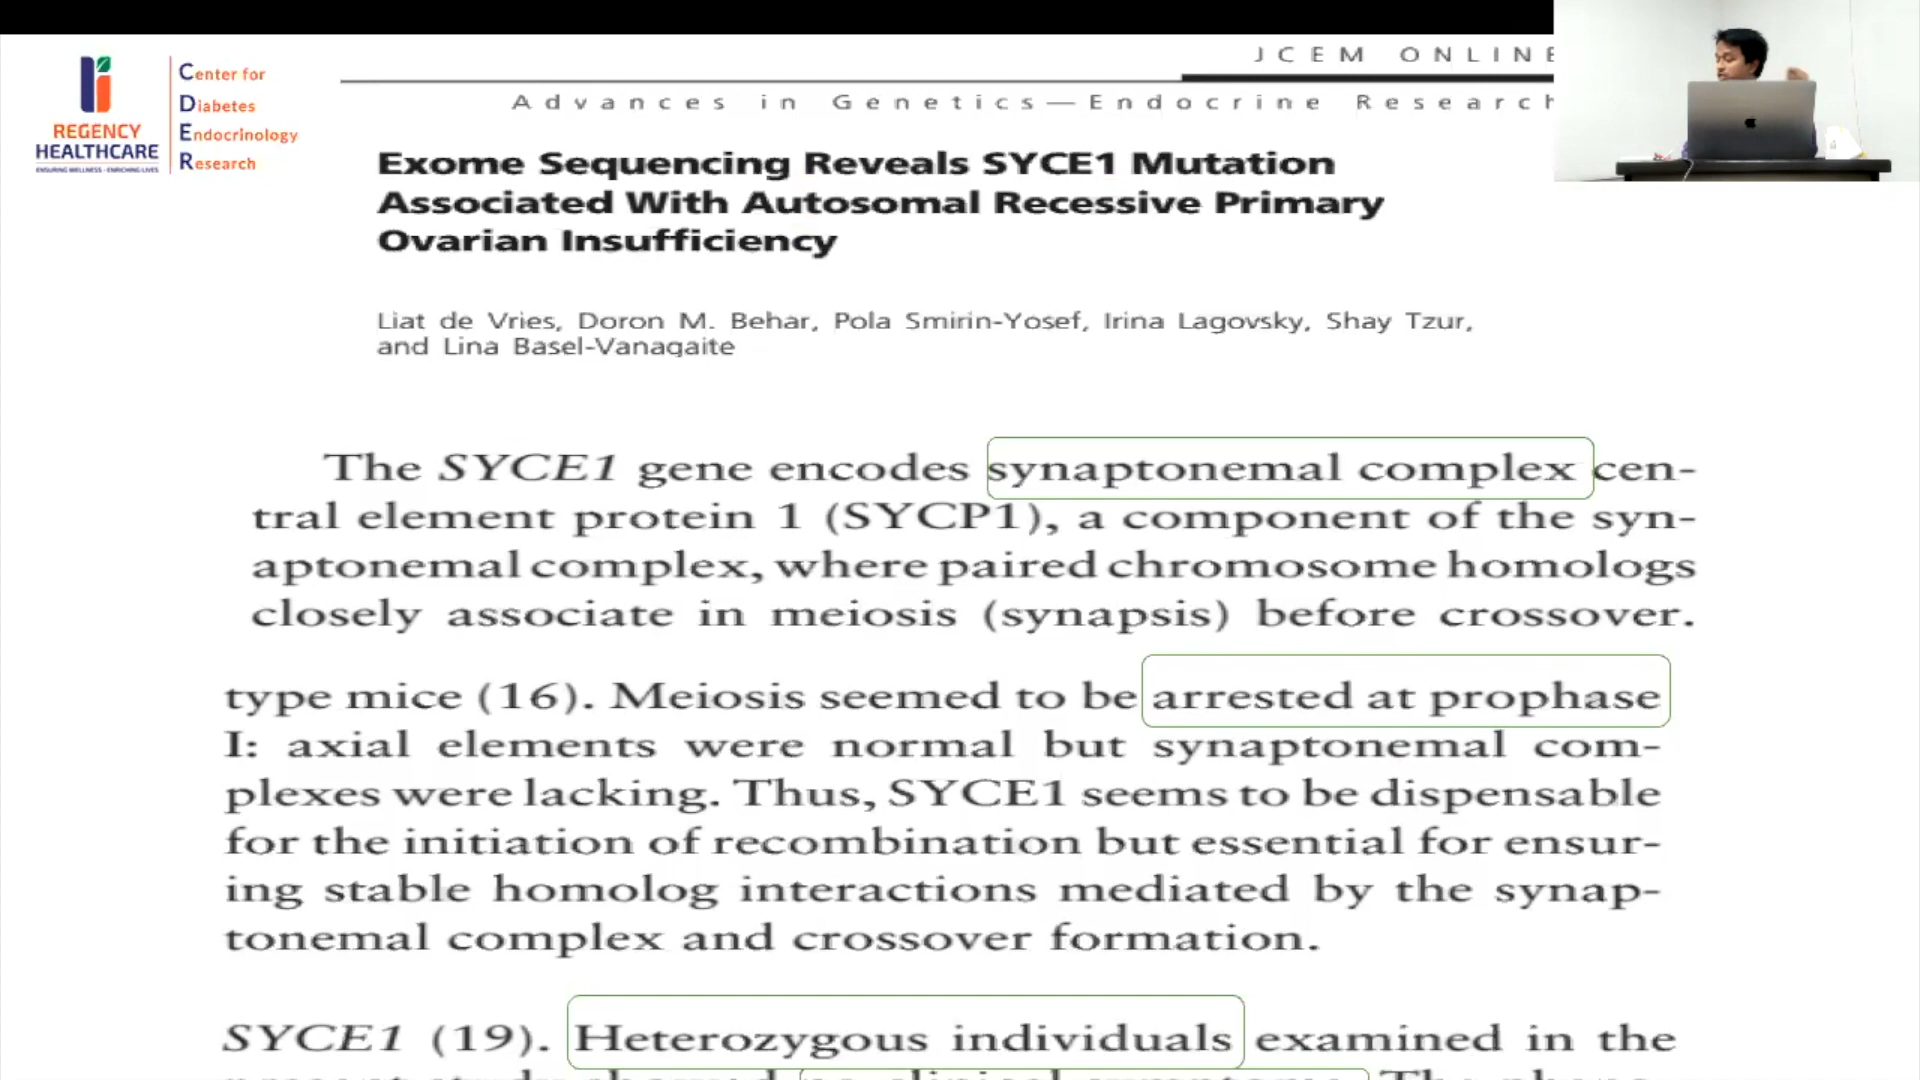 JCEM ONLINE
Advances in Genetics—Endocrine Research
REGENCY
HEALTHCARE
ENSURING WELLNESS - ENRICHING LIVES
Center for
Diabetes
Endocrinology
Research
Exome Sequencing Reveals SYCE1 Mutation
Associated With Autosomal Recessive Primary
Ovarian Insufficiency
Liat de Vries, Doron M. Behar, Pola Smirin-Yosef, Irina Lagovsky, Shay Tzur,
and Lina Basel-Vanagaite
The SYCE1 gene encodes synaptonemal complex cen-
tral element protein 1 (SYCP1), a component of the syn-
aptonemal complex, where paired chromosome homologs
closely associate in meiosis (synapsis) before crossover.
type mice (16). Meiosis seemed to be arrested at prophase
I: axial elements were normal but synaptonemal com-
plexes were lacking. Thus, SYCE1 seems to be dispensable
for the initiation of recombination but essential for ensur-
ing stable homolog interactions mediated by the synap-
tonemal complex and crossover formation.
SYCE1 (19). Heterozygous individuals examined in the